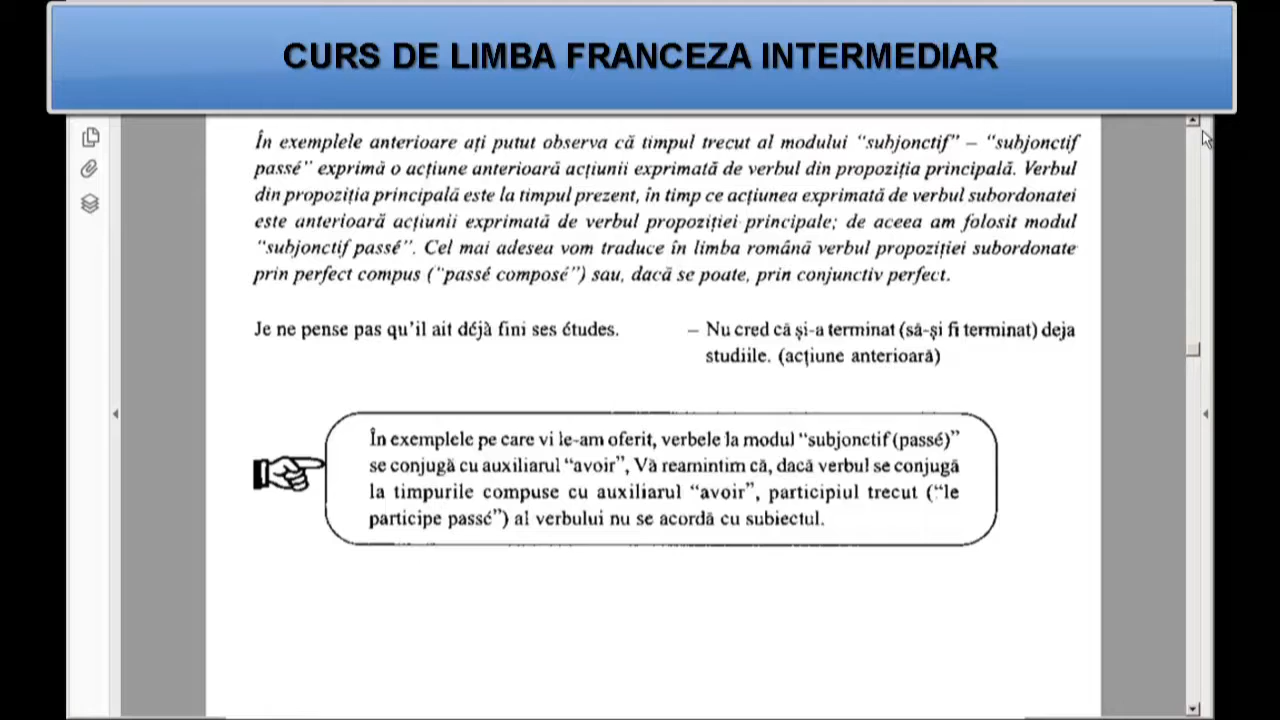 CURS DE LIMBA FRANCEZA INTERMEDIAR
În exemplele anterioare ați putut observa că timpul trecut al modului “subjonctif” – “subjonctif
passé” exprimă o acțiune anterioară acțiunii exprimată de verbul din propoziția principală. Verbul
din propoziția principală este la timpul prezent, în timp ce acțiunea exprimată de verbul subordonatei
este anterioară acțiunii exprimată de verbul propoziției principale; de aceea am folosit modul
“subjonctif passé”. Cel mai adesea vom traduce în limba română verbul propoziției subordonate
prin perfect compus (“passé composé”) sau, dacă se poate, prin conjunctiv perfect.
Je ne pense pas qu’il ait déjà fini ses études.
– Nu cred că și-a terminat (să-și fi terminat) deja
studiile. (acțiune anterioară)
În exemplele pe care vi le-am oferit, verbele la modul “subjonctif (passé)”
se conjugă cu auxiliarul “avoir”, Vă reamintim că, dacă verbul se conjugă
la timpurile compuse cu auxiliarul “avoir”, participiul trecut (“le
participe passé”) al verbului nu se acordă cu subiectul.